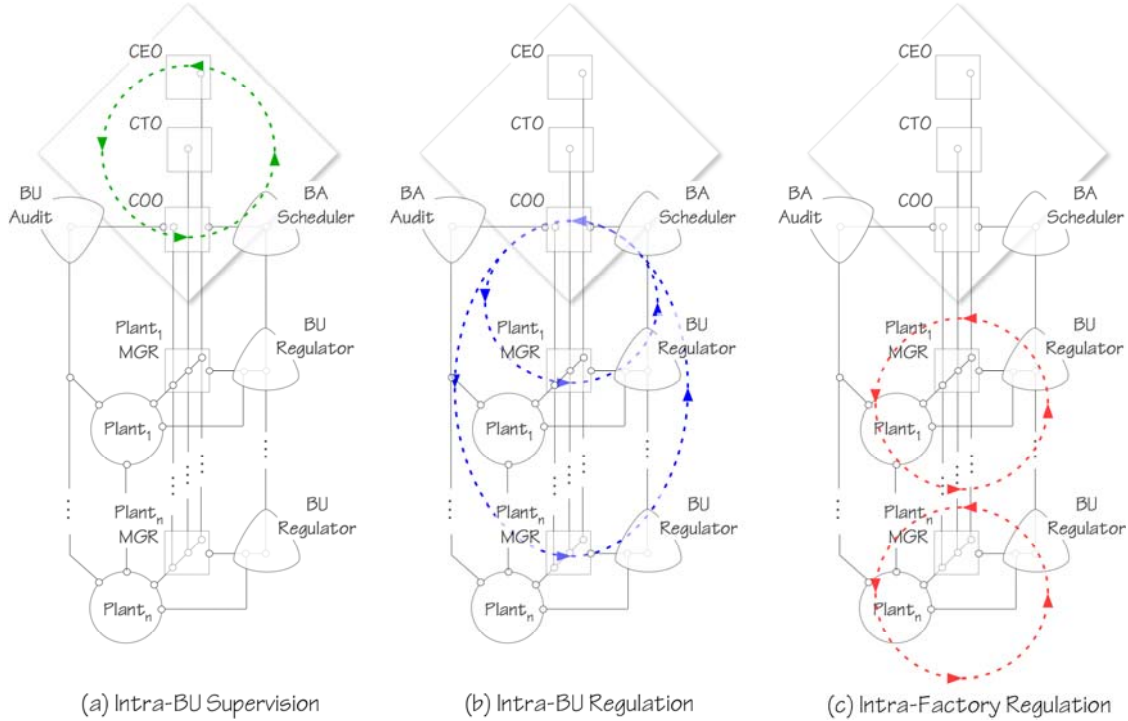 CEO
CTO
BU
Audit
COO
BA
Scheduler
Plant₁
MGR
BU
Regulator
Plant₁
Plantₙ
MGR
BU
Regulator
Plantₙ
(a) Intra-BU Supervision
CEO
CTO
BA
Audit
COO
BA
Scheduler
Plant₁
MGR
BU
Regulator
Plant₁
Plantₙ
MGR
BU
Regulator
Plantₙ
(b) Intra-BU Regulation
CEO
CTO
BA
Audit
COO
BA
Scheduler
Plant₁
MGR
BU
Regulator
Plant₁
Plantₙ
MGR
BU
Regulator
Plantₙ
(c) Intra-Factory Regulation